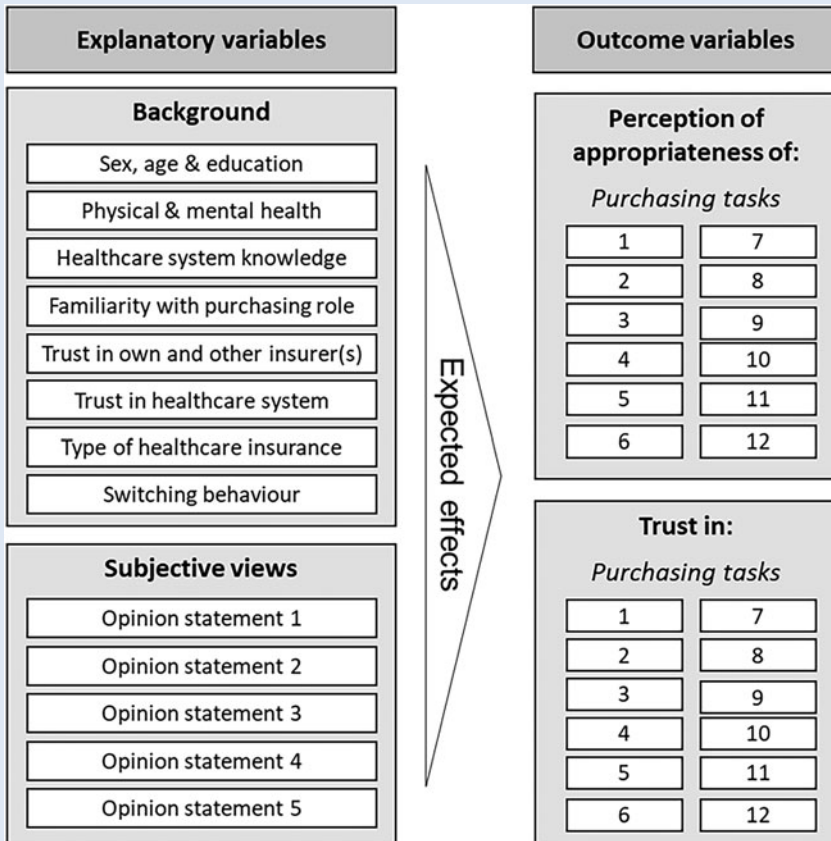 Explanatory variables
Background
Sex, age & education
Physical & mental health
Healthcare system knowledge
Familiarity with purchasing role
Trust in own and other insurer(s)
Trust in healthcare system
Type of healthcare insurance
Switching behaviour
Subjective views
Opinion statement 1
Opinion statement 2
Opinion statement 3
Opinion statement 4
Opinion statement 5
Expected effects
Outcome variables
Perception of
appropriateness of:
Purchasing tasks
1 7
2 8
3 9
4 10
5 11
6 12
Trust in:
Purchasing tasks
1 7
2 8
3 9
4 10
5 11
6 12